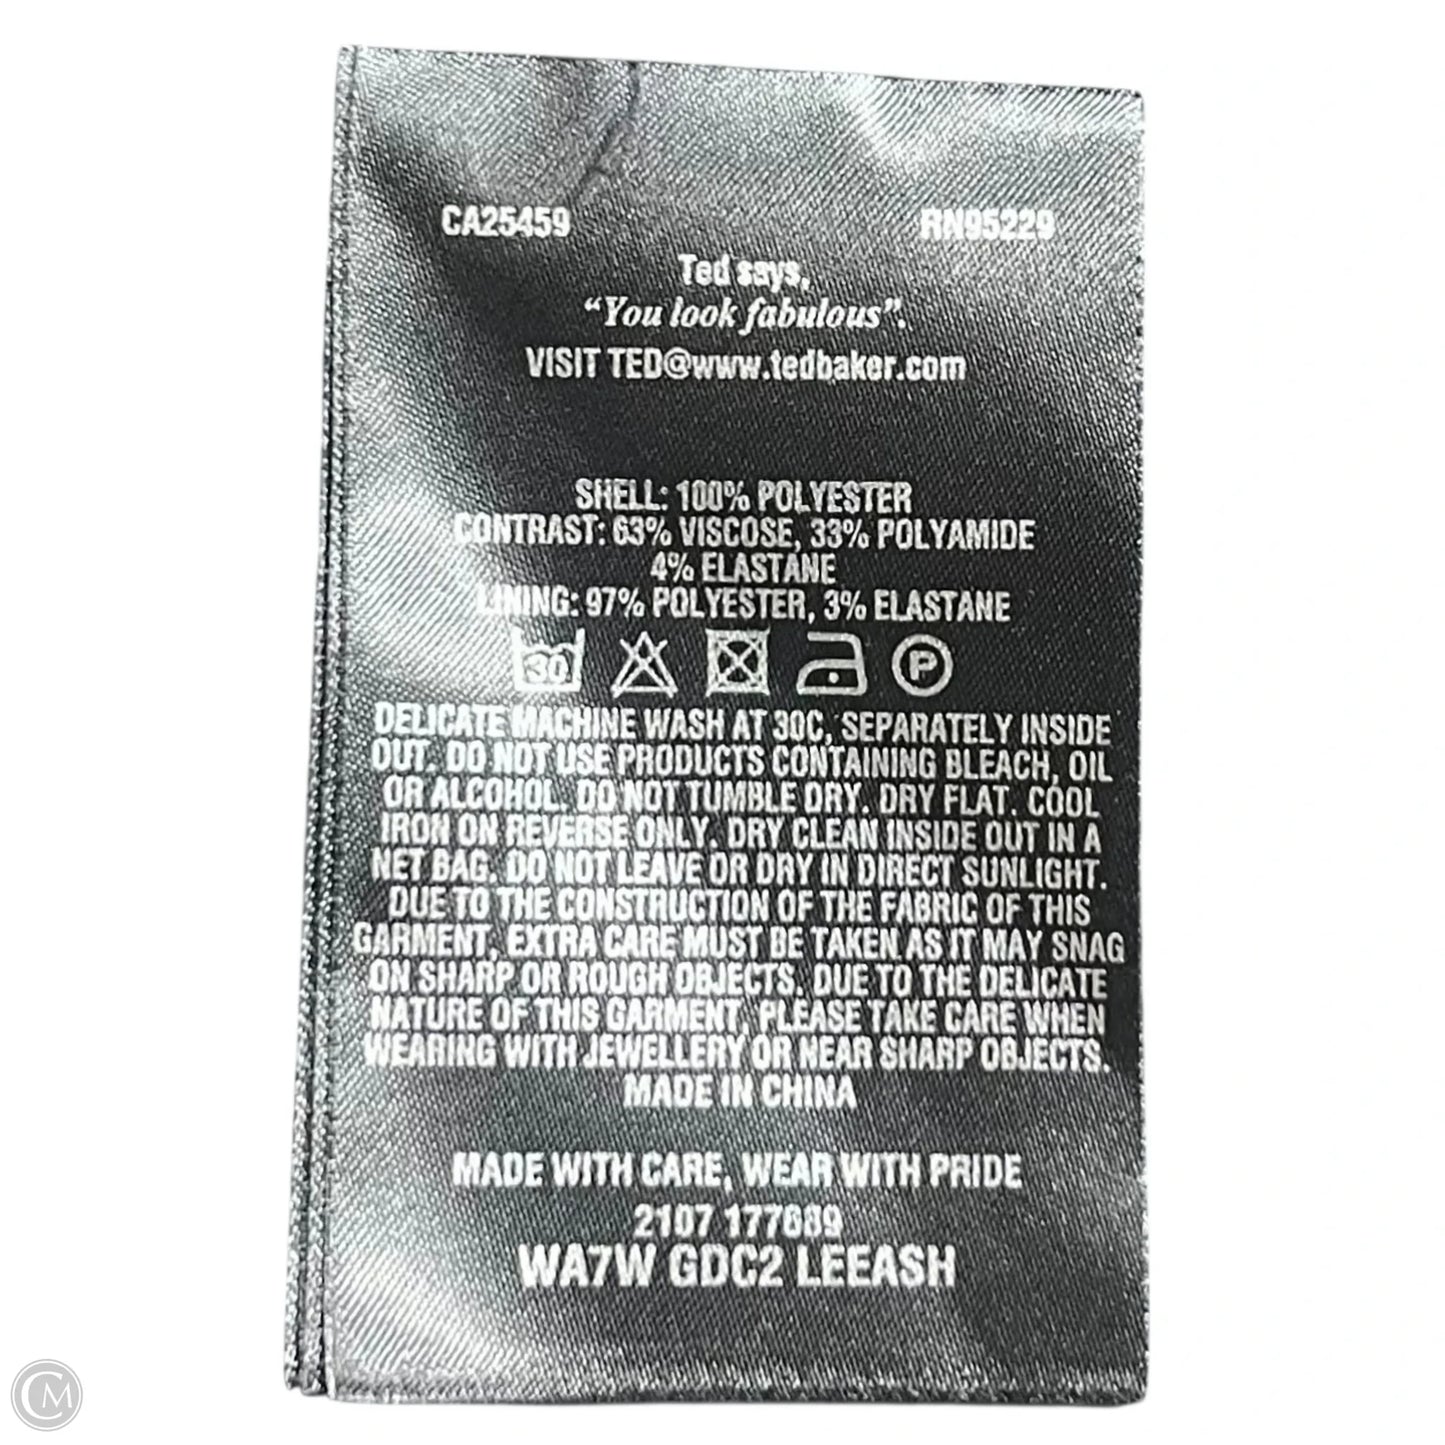 CA25459 RN95229
Ted says,
“You look fabulous”.
VISIT TED@www.tedbaker.com
SHELL: 100% POLYESTER
CONTRAST: 63% VISCOSE, 33% POLYAMIDE
4% ELASTANE
LINING: 97% POLYESTER, 3% ELASTANE
30 P
DELICATE MACHINE WASH AT 30C, SEPARATELY INSIDE
OUT. DO NOT USE PRODUCTS CONTAINING BLEACH, OIL
OR ALCOHOL. DO NOT TUMBLE DRY. DRY FLAT. COOL
IRON ON REVERSE ONLY. DRY CLEAN INSIDE OUT IN A
NET BAG. DO NOT LEAVE OR DRY IN DIRECT SUNLIGHT.
DUE TO THE CONSTRUCTION OF THE FABRIC OF THIS
GARMENT, EXTRA CARE MUST BE TAKEN AS IT MAY SNAG
ON SHARP OR ROUGH OBJECTS. DUE TO THE DELICATE
NATURE OF THIS GARMENT, PLEASE TAKE CARE WHEN
WEARING WITH JEWELLERY OR NEAR SHARP OBJECTS.
MADE IN CHINA
MADE WITH CARE, WEAR WITH PRIDE
2107
WA7W GDC2 LEEASH
CM